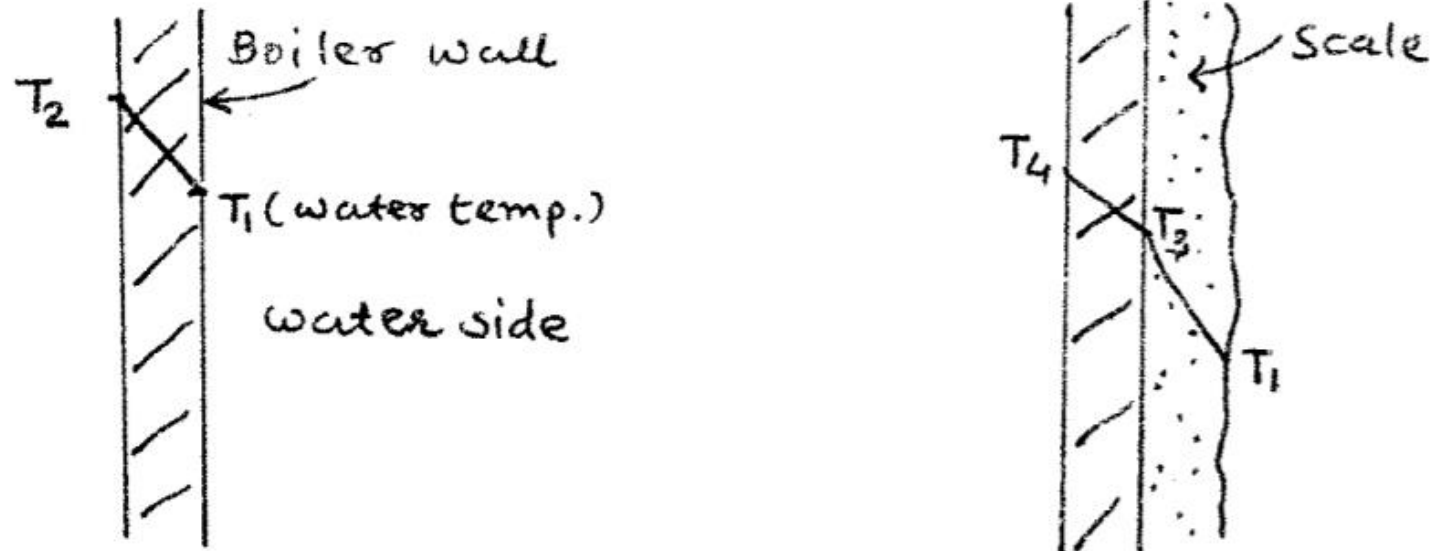 Boiler wall
T2
T1 (water temp.)
water side
Scale
T4
T3
T1